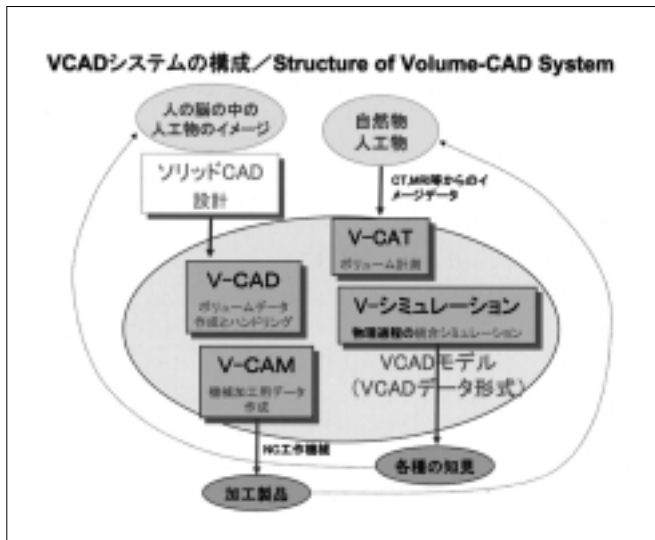 VCADシステムの構成／Structure of Volume-CAD System
人の脳の中の
人工物のイメージ
自然物
人工物
ソリッドCAD
設計
CT,MRI等からのイ
メージデータ
V-CAT
ボリューム計測
V-CAD
ボリュームデータ
作成とハンドリング
V-シミュレーション
物理過程の統合シミュレーション
V-CAM
機械加工用データ
作成
VCADモデル
（VCADデータ形式）
NC工作機械
各種の知見
加工製品